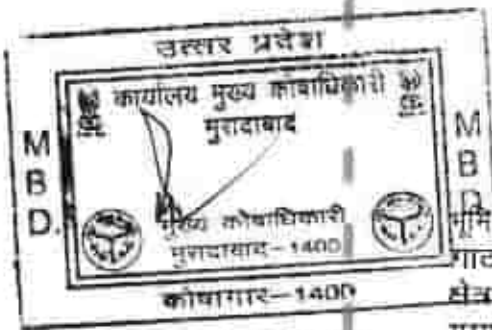 उत्तर प्रदेश
कार्यालय मुख्य कोषाधिकारी
मुरादाबाद
M
B
D.
M
B
D.
मुख्य कोषाधिकारी
मुरादाबाद-1400
कोषागार-1400